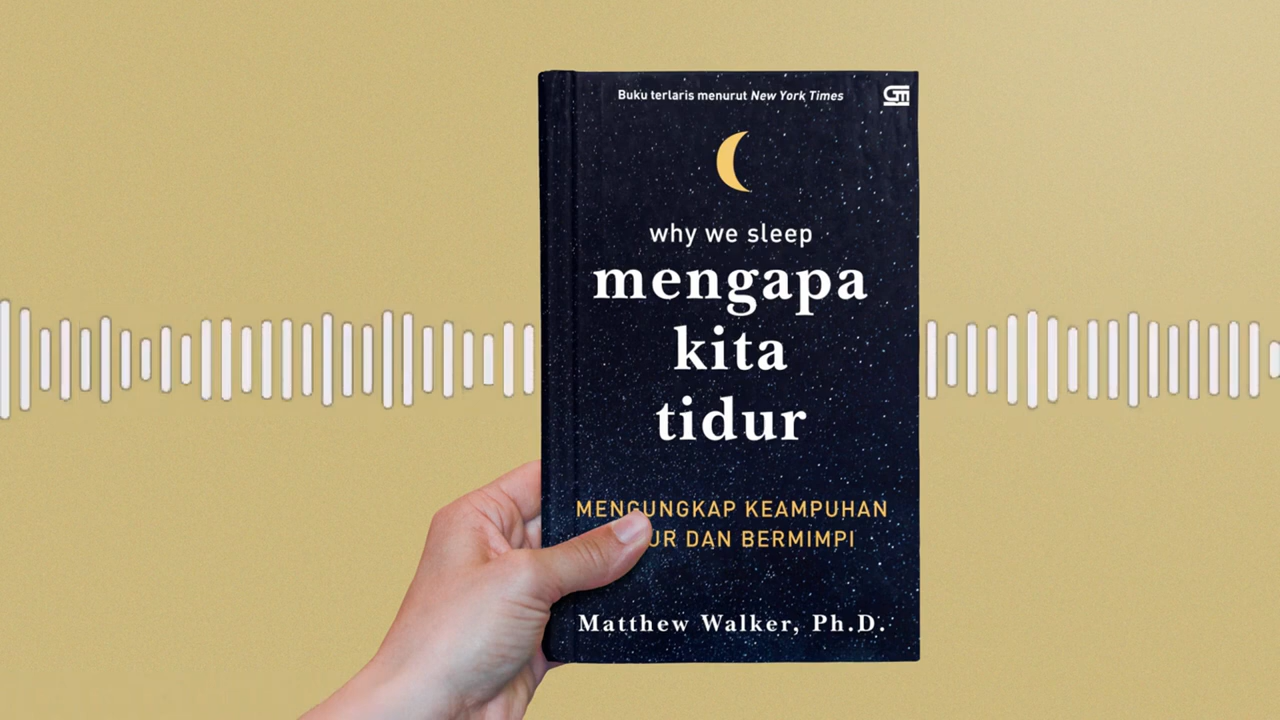 Buku terlaris menurut New York Times
GM
why we sleep
mengapa
kita
tidur
MENGUNGKAP KEAMPUHAN
DAN BERMIMPI
Matthew Walker, Ph.D.